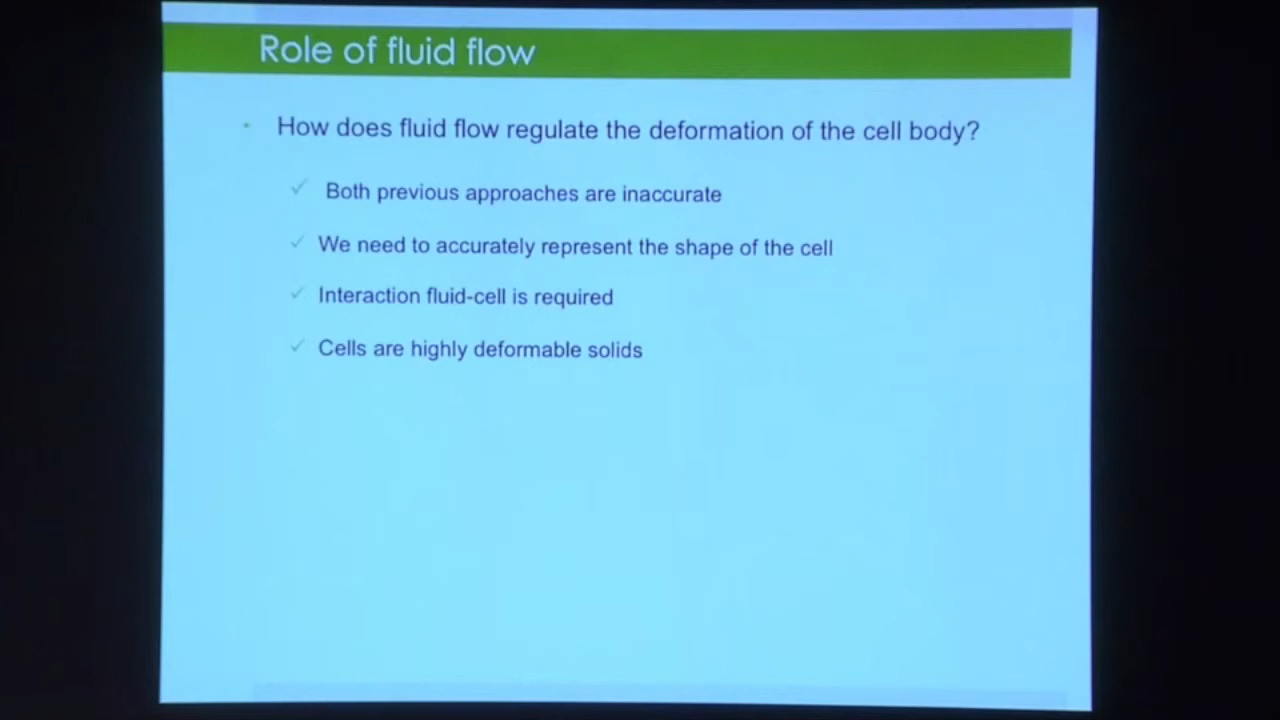 Role of fluid flow
How does fluid flow regulate the deformation of the cell body?
Both previous approaches are inaccurate
We need to accurately represent the shape of the cell
Interaction fluid-cell is required
Cells are highly deformable solids